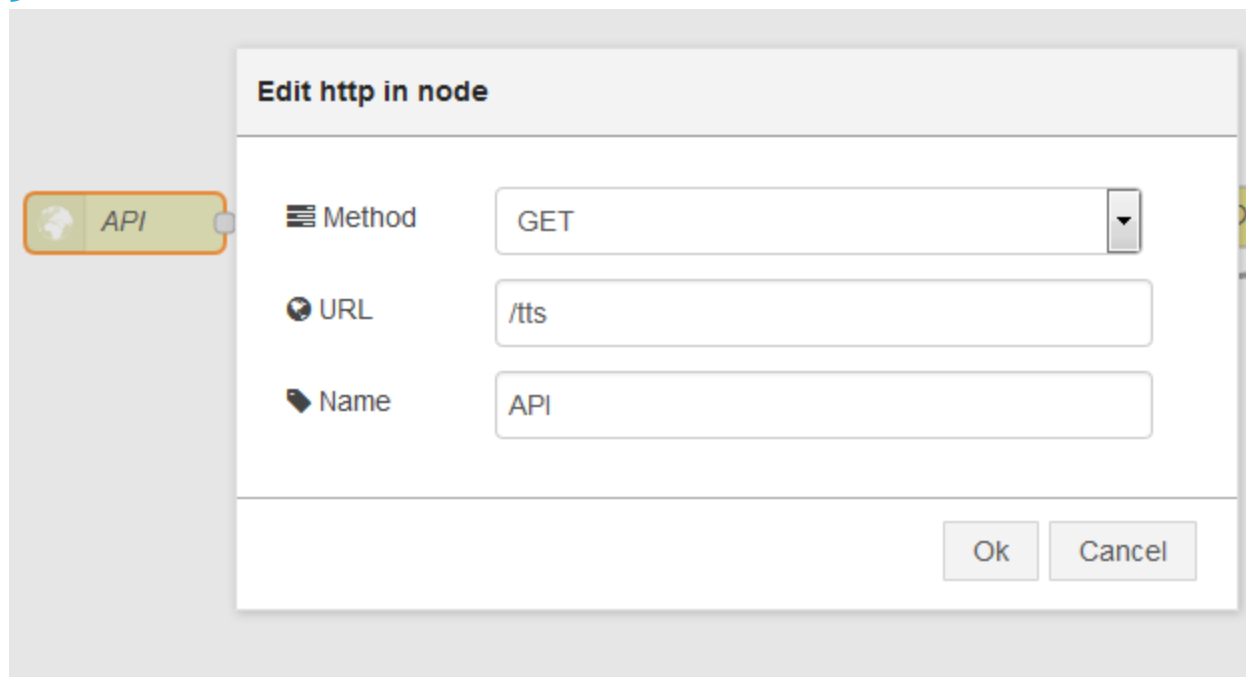 Edit http in node
API
Method
GET
URL
/tts
Name
API
Ok
Cancel